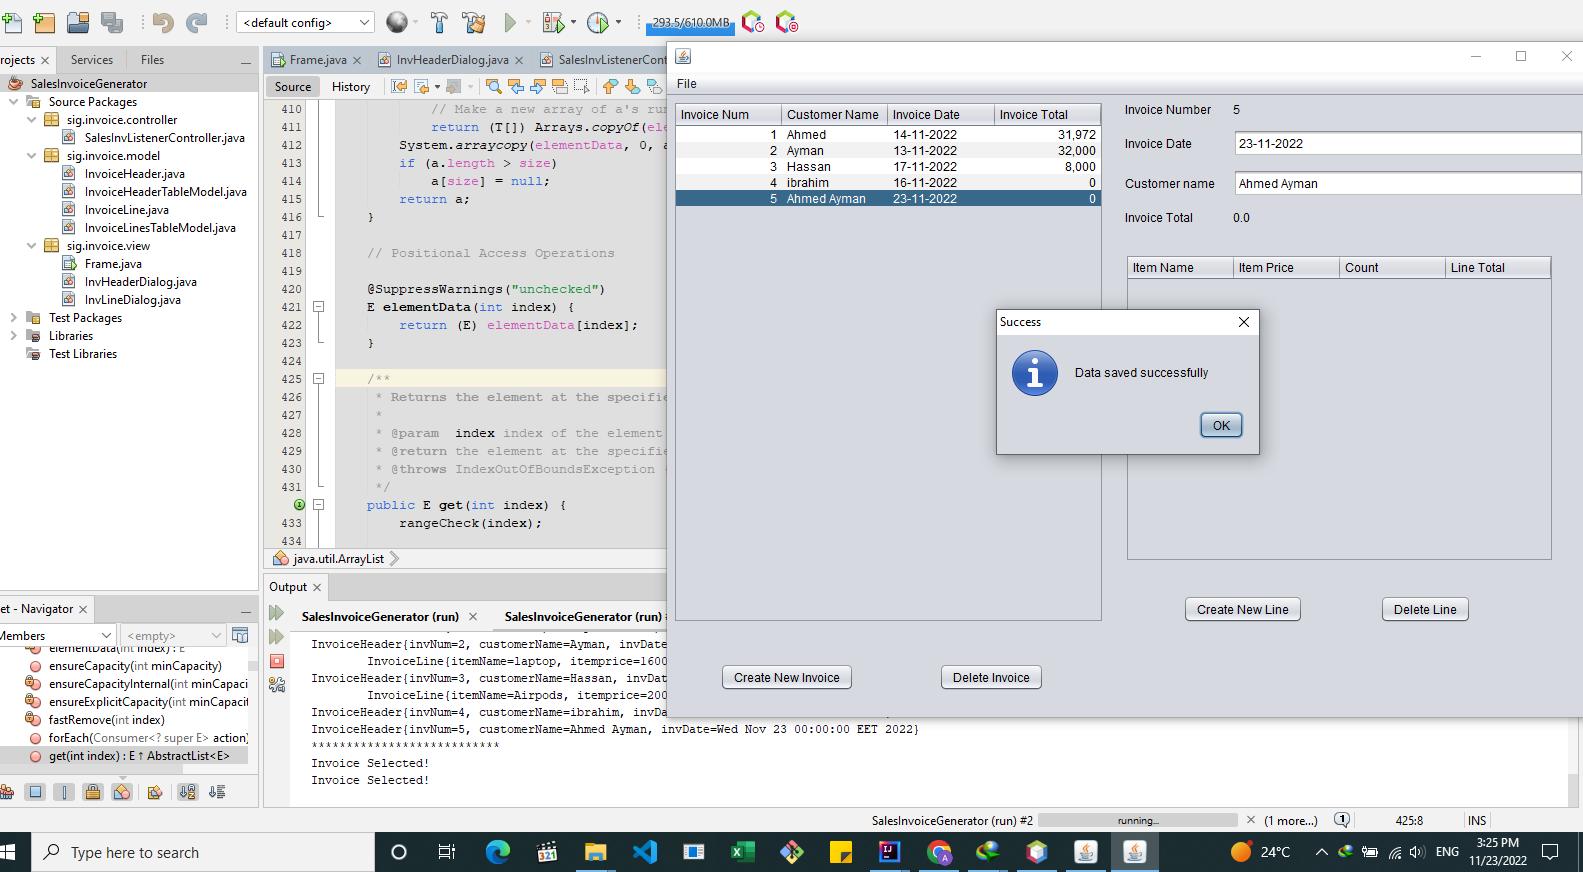 <default config>
293.5/610.0MB
rojects
Services
Files
SalesInvoiceGenerator
Source Packages
sig.invoice.controller
SalesInvListenerController.java
sig.invoice.model
InvoiceHeader.java
InvoiceHeaderTableModel.java
InvoiceLine.java
InvoiceLinesTableModel.java
sig.invoice.view
Frame.java
InvHeaderDialog.java
InvLineDialog.java
Test Packages
Libraries
Test Libraries
Frame.java
InvHeaderDialog.java
SalesInvListenerCont
Source
History
410 // Make a new array of a's run
411 return (T[]) Arrays.copyOf(ele
412 System.arraycopy(elementData, 0, a
413 if (a.length > size)
414 a[size] = null;
415 return a;
416 }
417
418 // Positional Access Operations
419
420 @SuppressWarnings("unchecked")
421 E elementData(int index) {
422 return (E) elementData[index];
423 }
424
425 /**
426 * Returns the element at the specifie
427 *
428 * @param index index of the element
429 * @return the element at the specifie
430 * @throws IndexOutOfBoundsException
431 */
public E get(int index) {
433 rangeCheck(index);
434
java.util.ArrayList
File
Invoice Num Customer Name Invoice Date Invoice Total
1 Ahmed 14-11-2022 31,972
2 Ayman 13-11-2022 32,000
3 Hassan 17-11-2022 8,000
4 ibrahim 16-11-2022 0
5 Ahmed Ayman 23-11-2022 0
Invoice Number 5
Invoice Date 23-11-2022
Customer name Ahmed Ayman
Invoice Total 0.0
Item Name Item Price Count Line Total
Success
Data saved successfully
OK
Create New Line
Delete Line
Create New Invoice
Delete Invoice
et - Navigator
Members
<empty>
elementData(int index) : E
ensureCapacity(int minCapacity)
ensureCapacityInternal(int minCapaci
ensureExplicitCapacity(int minCapacit
fastRemove(int index)
forEach(Consumer<? super E> action)
get(int index) : E ↑ AbstractList<E>
Output
SalesInvoiceGenerator (run)
SalesInvoiceGenerator (run)
InvoiceHeader{invNum=2, customerName=Ayman, invDate
InvoiceLine{itemName=laptop, itemprice=1600
InvoiceHeader{invNum=3, customerName=Hassan, invDat
InvoiceLine{itemName=Airpods, itemprice=200
InvoiceHeader{invNum=4, customerName=ibrahim, invDa
InvoiceHeader{invNum=5, customerName=Ahmed Ayman, invDate=Wed Nov 23 00:00:00 EET 2022}
***************************
Invoice Selected!
Invoice Selected!
SalesInvoiceGenerator (run) #2
running...
(1 more...)
1
425:8
INS
Type here to search
321
24°C
ENG
3:25 PM
11/23/2022